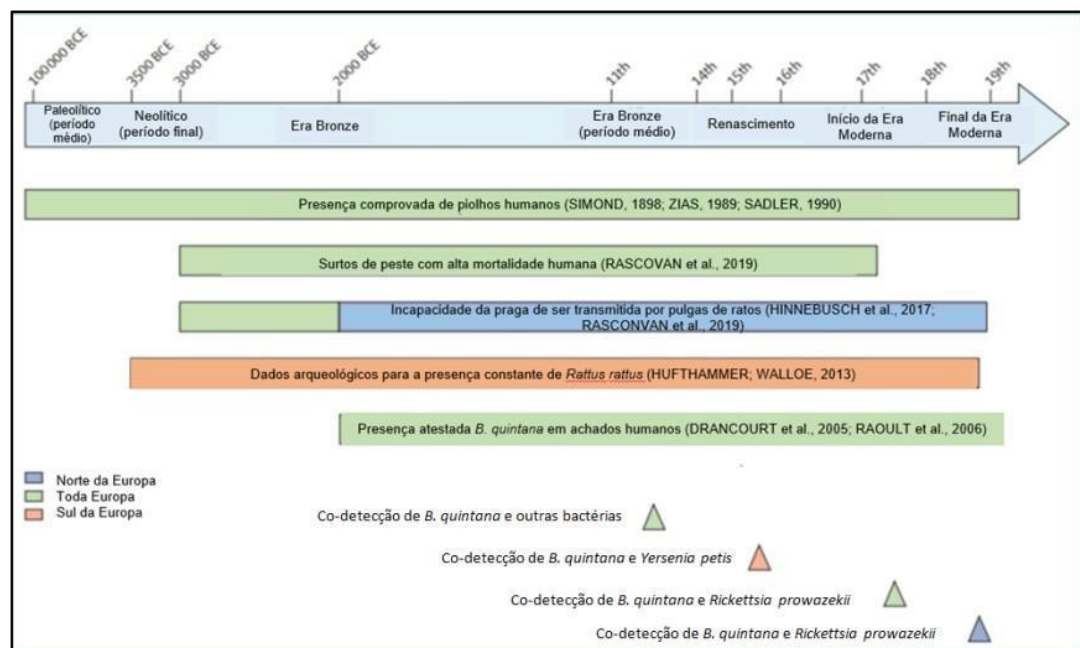 100 000 BCE
3500 BCE
3000 BCE
2000 BCE
11th
14th
15th
16th
17th
18th
19th
Paleolítico
(período
médio)
Neolítico
(período final)
Era Bronze
Era Bronze
(período médio)
Renascimento
Início da Era
Moderna
Final da Era
Moderna
Presença comprovada de piolhos humanos (SIMOND, 1898; ZIAS, 1989; SADLER, 1990)
Surtos de peste com alta mortalidade humana (RASCOVAN et al., 2019)
Incapacidade da praga de ser transmitida por pulgas de ratos (HINNEBUSCH et al., 2017;
RASCONVAN et al., 2019)
Dados arqueológicos para a presença constante de Rattus rattus (HUFTHAMMER; WALLOE, 2013)
Presença atestada B. quintana em achados humanos (DRANCOURT et al., 2005; RAOULT et al., 2006)
Norte da Europa
Toda Europa
Sul da Europa
Co-detecção de B. quintana e outras bactérias
Co-detecção de B. quintana e Yersenia petis
Co-detecção de B. quintana e Rickettsia prowazekii
Co-detecção de B. quintana e Rickettsia prowazekii